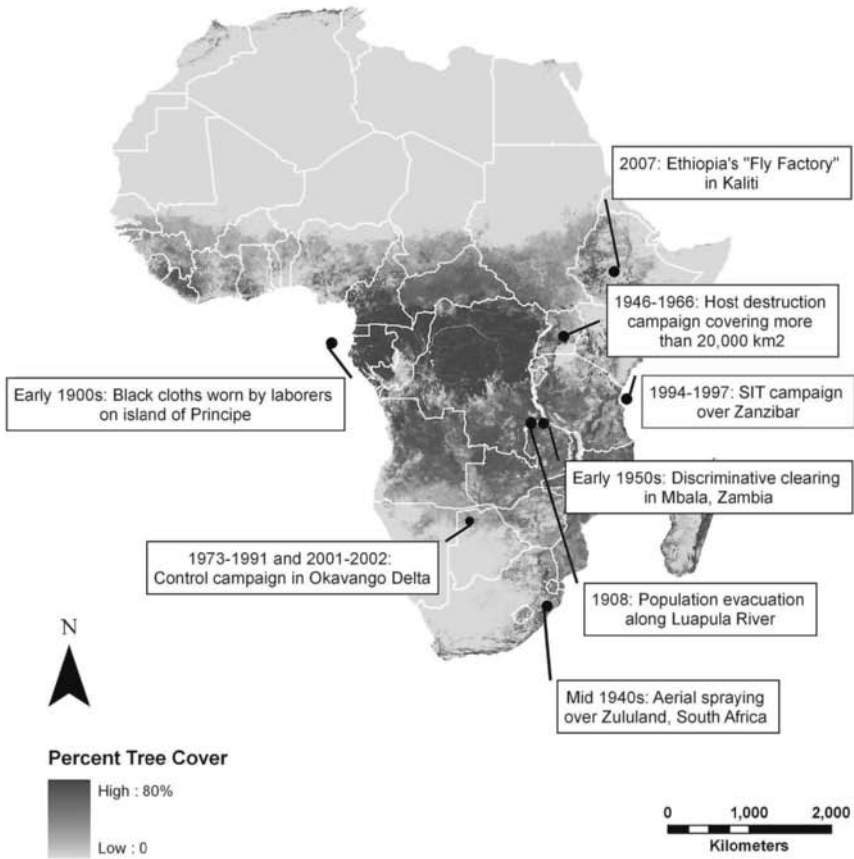 2007: Ethiopia's "Fly Factory"
in Kaliti
1946-1966: Host destruction
campaign covering more
than 20,000 km2
Early 1900s: Black cloths worn by laborers
on island of Principe
1994-1997: SIT campaign
over Zanzibar
Early 1950s: Discriminative clearing
in Mbala, Zambia
1973-1991 and 2001-2002:
Control campaign in Okavango Delta
1908: Population evacuation
along Luapula River
Mid 1940s: Aerial spraying
over Zululand, South Africa
N
Percent Tree Cover
High : 80%
Low : 0
0 1,000 2,000
Kilometers